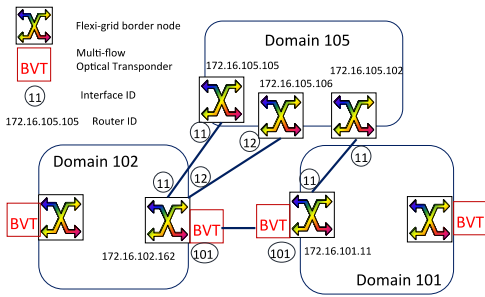 Flexi-grid border node
Multi-flow
Optical Transponder
BVT
11
Interface ID
172.16.105.105
Router ID
Domain 105
172.16.105.105
172.16.105.106
172.16.105.102
11
12
11
Domain 102
11
12
11
BVT
BVT
BVT
BVT
172.16.102.162
101
101
172.16.101.11
Domain 101